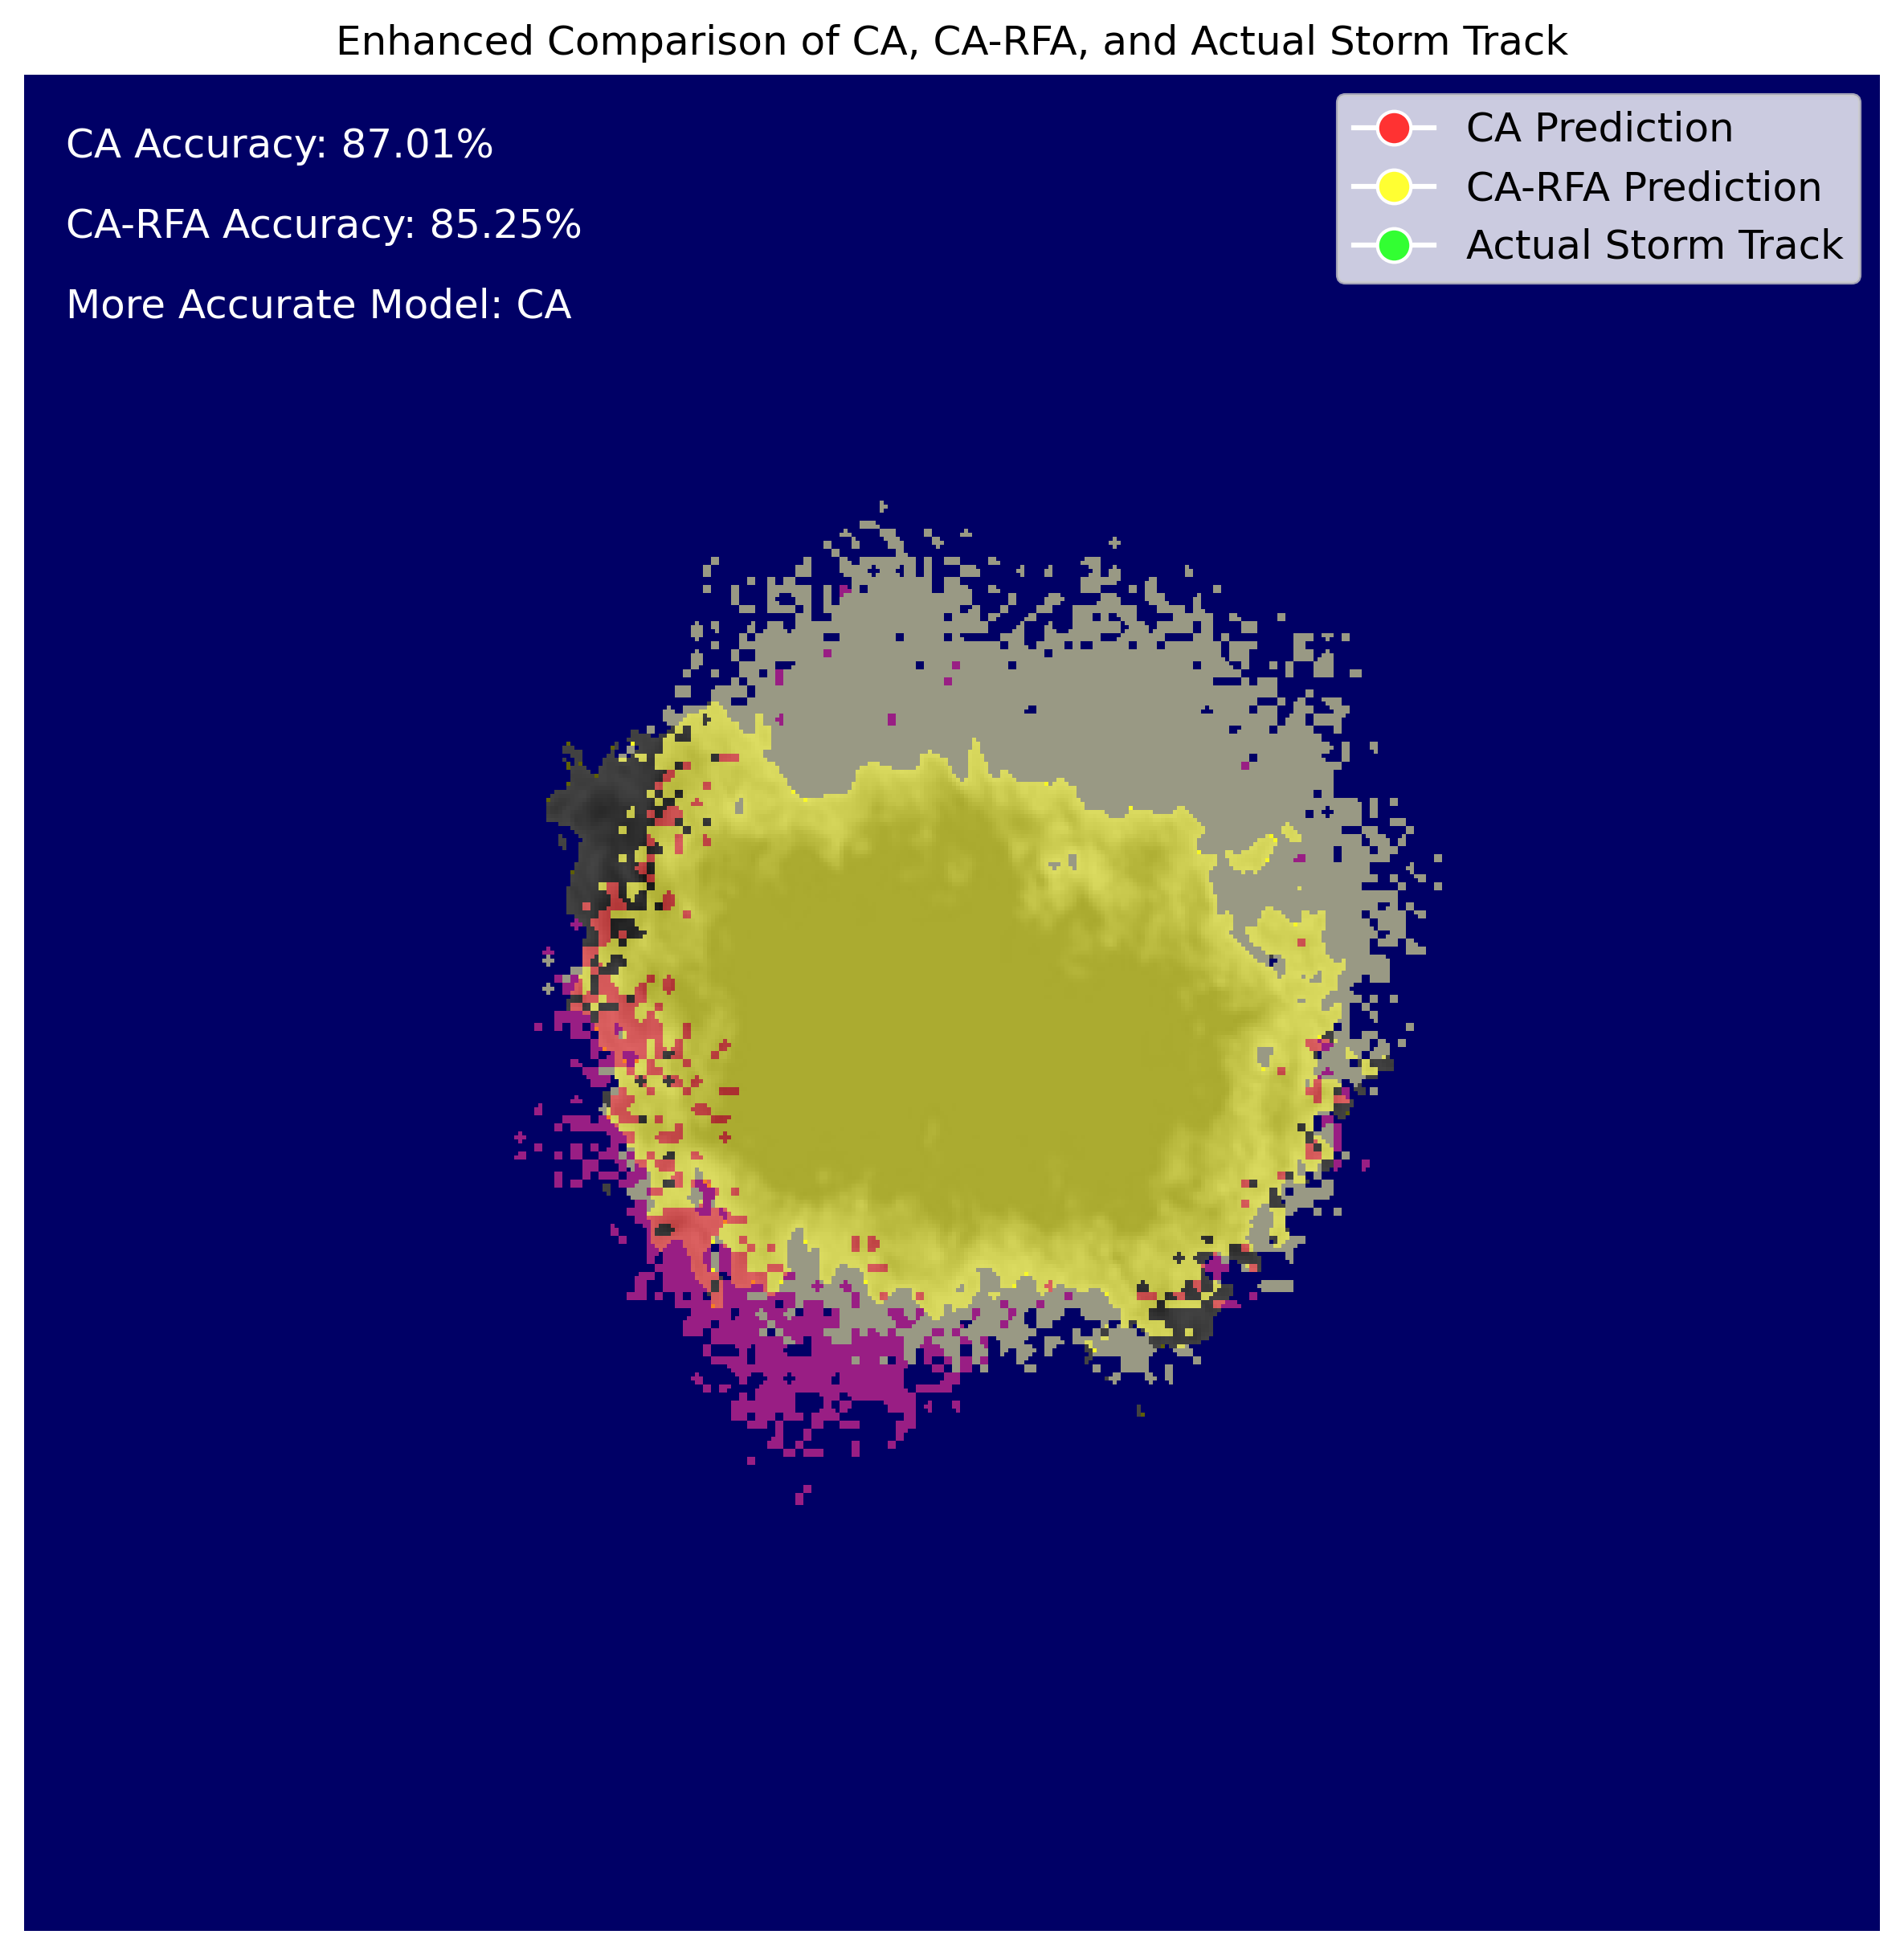 Enhanced Comparison of CA, CA-RFA, and Actual Storm Track
CA Accuracy: 87.01%
CA-RFA Accuracy: 85.25%
More Accurate Model: CA
CA Prediction
CA-RFA Prediction
Actual Storm Track